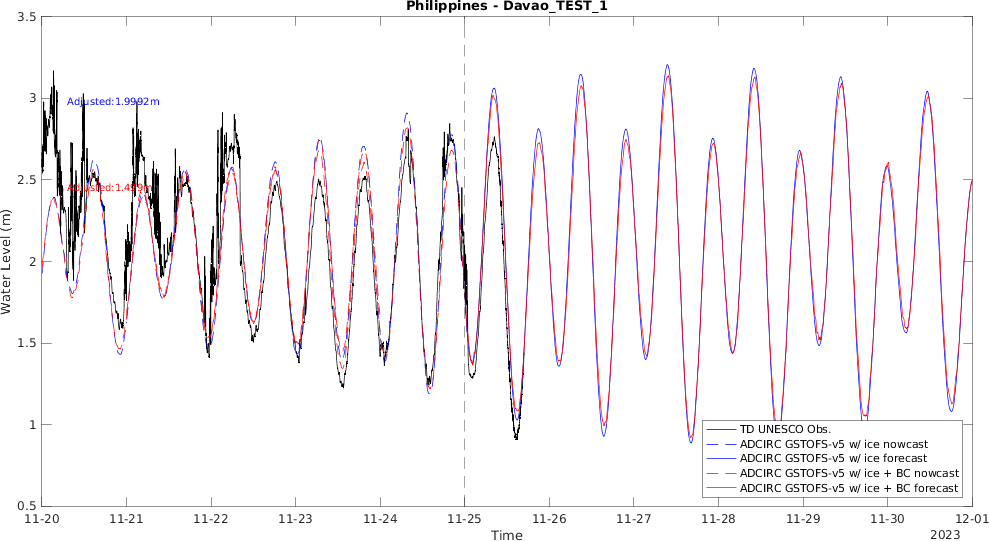 Philippines - Davao_TEST_1
3.5
3
2.5
2
1.5
1
0.5
Water Level (m)
Adjusted:1.9992m
Adjusted:1.499m
TD UNESCO Obs.
ADCIRC GSTOFS-v5 w/ ice nowcast
ADCIRC GSTOFS-v5 w/ ice forecast
ADCIRC GSTOFS-v5 w/ ice + BC nowcast
ADCIRC GSTOFS-v5 w/ ice + BC forecast
11-20 11-21 11-22 11-23 11-24 11-25 11-26 11-27 11-28 11-29 11-30 12-01
Time
2023